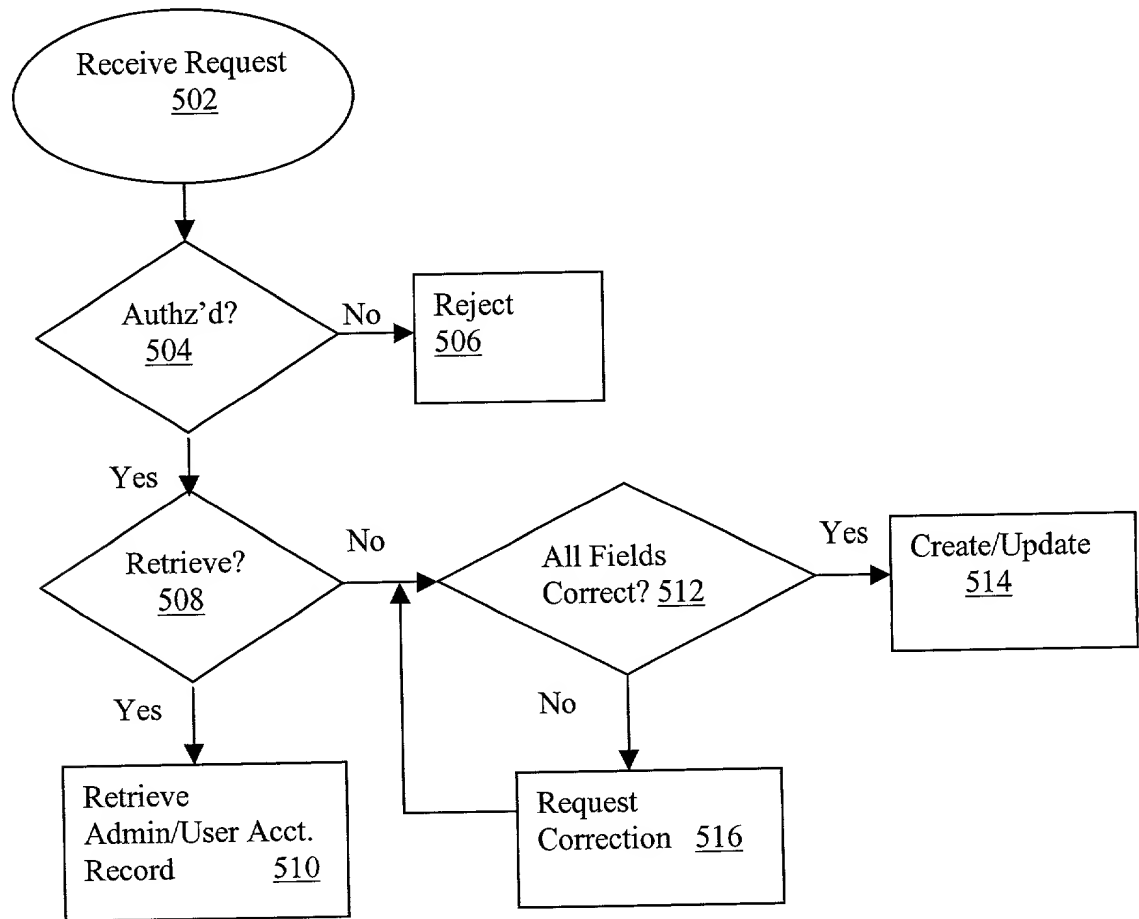 Receive Request
502
Authz'd?
504
No
Reject
506
Yes
Retrieve?
508
No
All Fields
Correct? 512
Yes
Create/Update
514
Yes
Retrieve
Admin/User Acct.
Record 510
No
Request
Correction 516